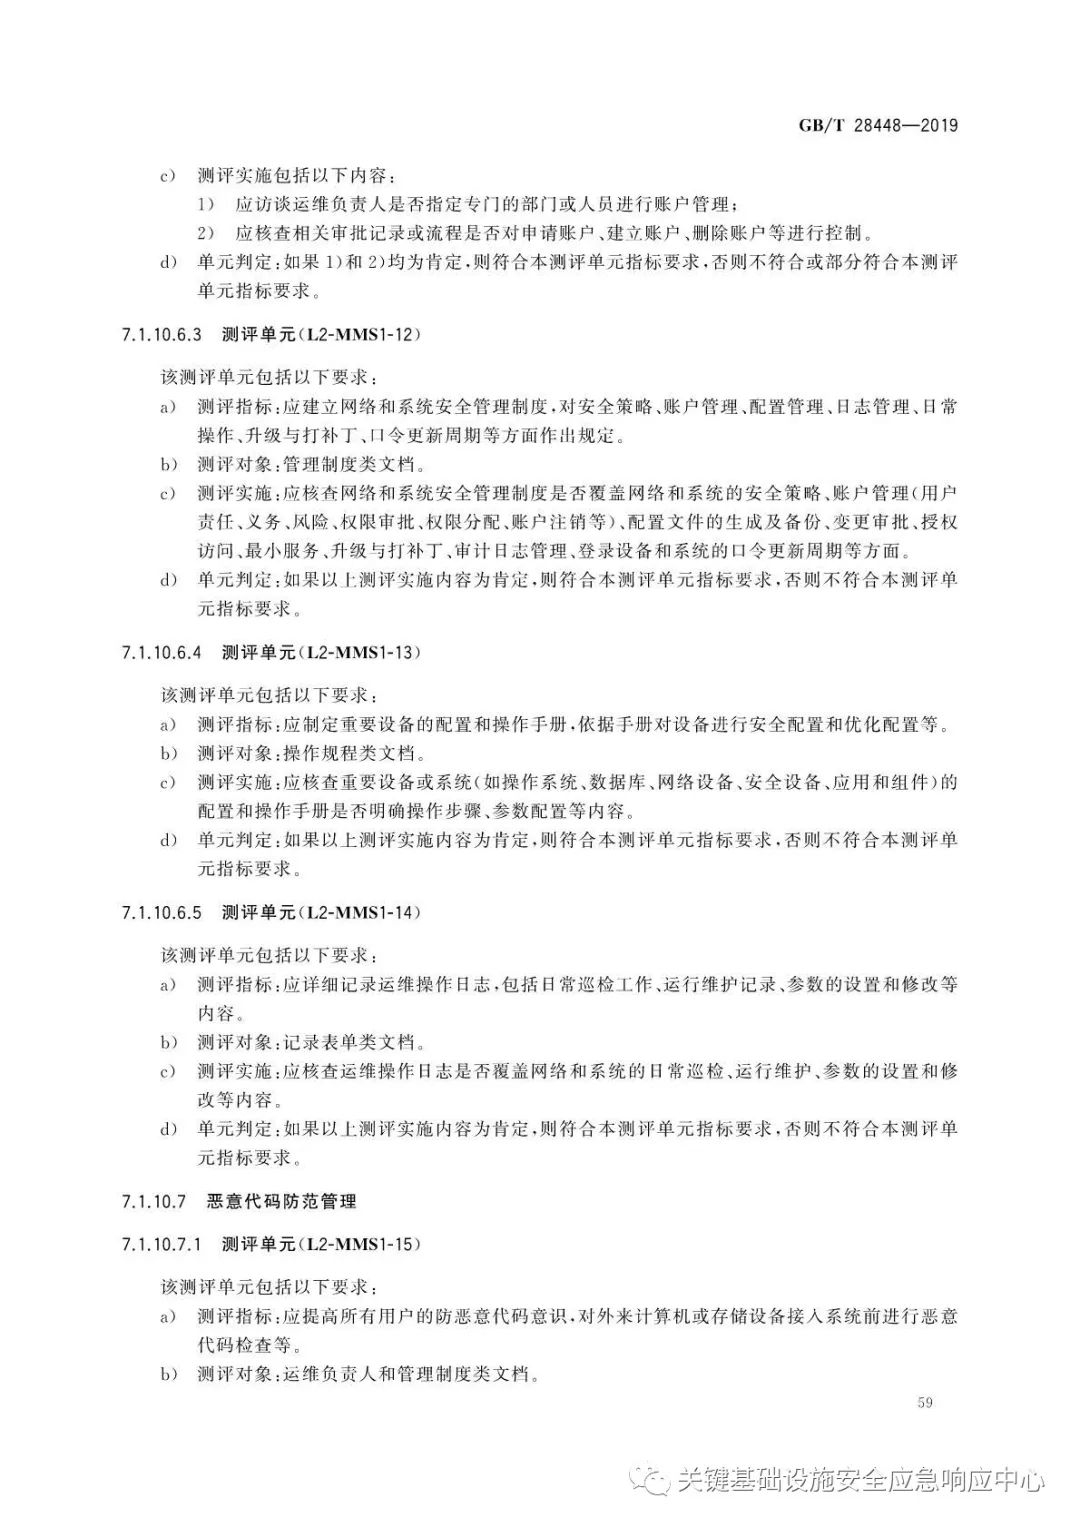 GB/T 28448—2019
c) 测评实施包括以下内容:
1) 应访谈运维负责人是否指定专门的部门或人员进行账户管理;
2) 应核查相关审批记录或流程是否对申请账户、建立账户、删除账户等进行控制。
d) 单元判定:如果 1)和 2)均为肯定,则符合本测评单元指标要求,否则不符合或部分符合本测评
单元指标要求。
7.1.10.6.3 测评单元(L2-MMS1-12)
该测评单元包括以下要求:
a) 测评指标:应建立网络和系统安全管理制度,对安全策略、账户管理、配置管理、日志管理、日常
操作、升级与打补丁、口令更新周期等方面作出规定。
b) 测评对象:管理制度类文档。
c) 测评实施:应核查网络和系统安全管理制度是否覆盖网络和系统的安全策略、账户管理(用户
责任、义务、风险、权限审批、权限分配、账户注销等)、配置文件的生成及备份、变更审批、授权
访问、最小服务、升级与打补丁、审计日志管理、登录设备和系统的口令更新周期等方面。
d) 单元判定:如果以上测评实施内容为肯定,则符合本测评单元指标要求,否则不符合本测评单
元指标要求。
7.1.10.6.4 测评单元(L2-MMS1-13)
该测评单元包括以下要求:
a) 测评指标:应制定重要设备的配置和操作手册,依据手册对设备进行安全配置和优化配置等。
b) 测评对象:操作规程类文档。
c) 测评实施:应核查重要设备或系统(如操作系统、数据库、网络设备、安全设备、应用和组件)的
配置和操作手册是否明确操作步骤、参数配置等内容。
d) 单元判定:如果以上测评实施内容为肯定,则符合本测评单元指标要求,否则不符合本测评单
元指标要求。
7.1.10.6.5 测评单元(L2-MMS1-14)
该测评单元包括以下要求:
a) 测评指标:应详细记录运维操作日志,包括日常巡检工作、运行维护记录、参数的设置和修改等
内容。
b) 测评对象:记录表单类文档。
c) 测评实施:应核查运维操作日志是否覆盖网络和系统的日常巡检、运行维护、参数的设置和修
改等内容。
d) 单元判定:如果以上测评实施内容为肯定,则符合本测评单元指标要求,否则不符合本测评单
元指标要求。
7.1.10.7 恶意代码防范管理
7.1.10.7.1 测评单元(L2-MMS1-15)
该测评单元包括以下要求:
a) 测评指标:应提高所有用户的防恶意代码意识,对外来计算机或存储设备接入系统前进行恶意
代码检查等。
b) 测评对象:运维负责人和管理制度类文档。
59
关键基础设施安全应急响应中心